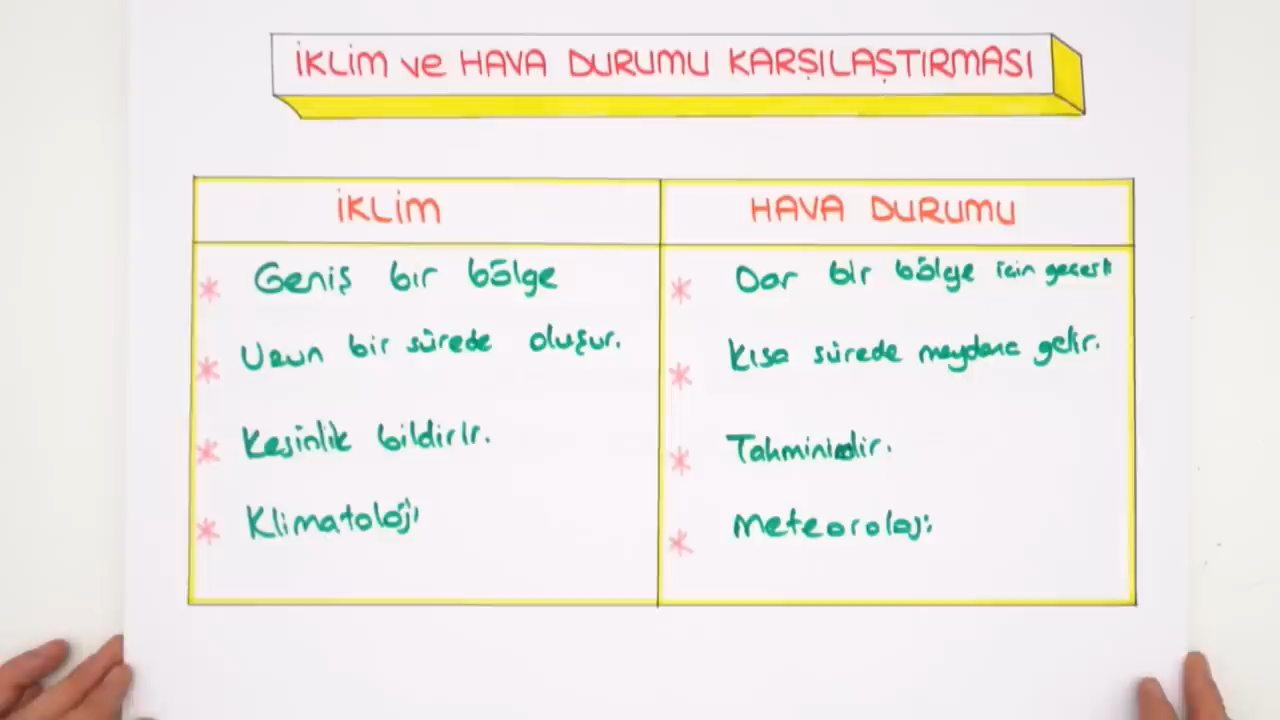 İKLİM ve HAVA DURUMU KARŞILAŞTIRMASI
İKLİM
HAVA DURUMU
* Geniş bir bölge
* Dar bir bölge için geçerli
* Uzun bir sürede oluşur.
* Kısa sürede meydana gelir.
* Kesinlik bildirir.
* Tahminidir.
* Klimatoloji
* Meteoroloji